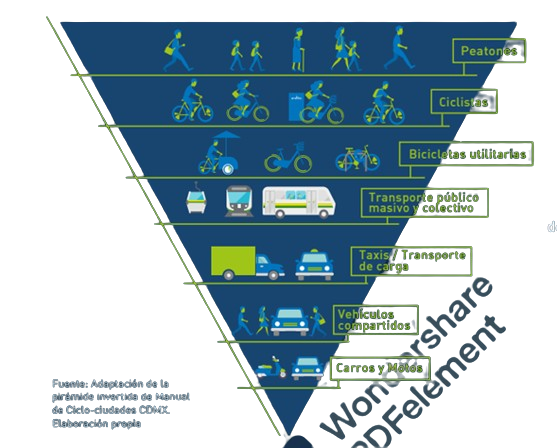 Peatones
Ciclistas
Bicicletas utilitarias
Transporte público
masivo y colectivo
Taxis / Transporte
de carga
Vehículos
compartidos
Carros y Motos
Fuente: Adaptación de la
pirámide invertida de Manual
de Ciclo-ciudades CDMX.
Elaboración propia
Wondershare
PDFelement